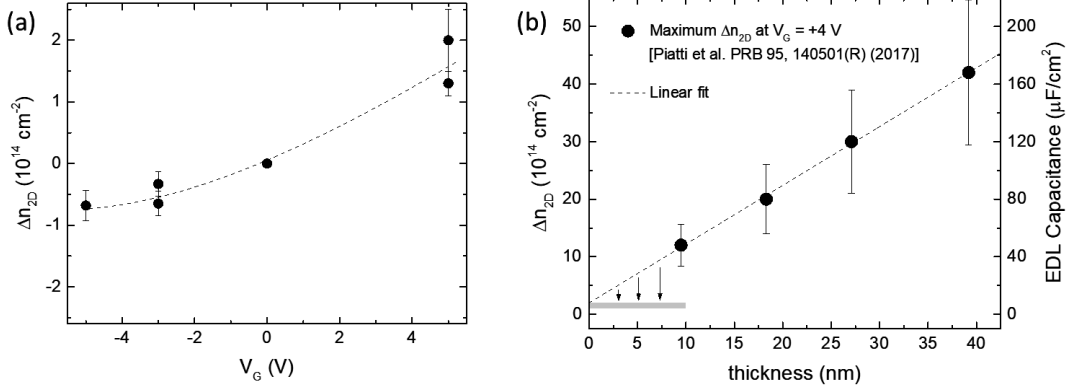 (a)
2
1
0
-1
-2
Δn2D (10^14 cm^-2)
-4 -2 0 2 4
VG (V)
(b)
50
40
30
20
10
0
Δn2D (10^14 cm^-2)
Maximum Δn2D at VG = +4 V
[Piatti et al. PRB 95, 140501(R) (2017)]
Linear fit
0 5 10 15 20 25 30 35 40
thickness (nm)
200
160
120
80
40
0
EDL Capacitance (μF/cm^2)